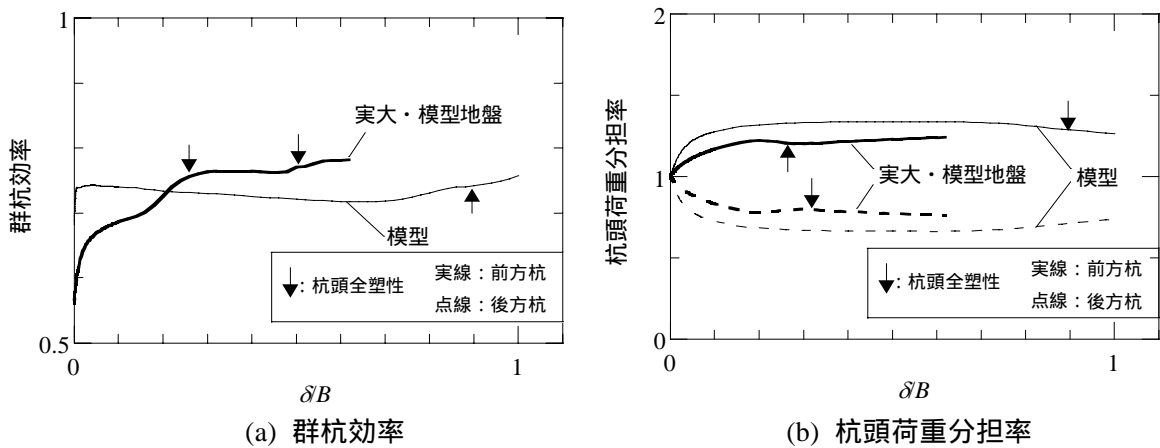 1
群杭効率
0.5
0
1
δ/B
実大・模型地盤
模型
:杭頭全塑性
実線:前方杭
点線:後方杭
(a) 群杭効率
2
杭頭荷重分担率
1
0
0
1
δ/B
実大・模型地盤
模型
:杭頭全塑性
実線:前方杭
点線:後方杭
(b) 杭頭荷重分担率